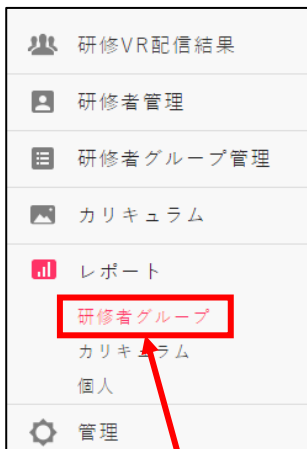 研修VR配信結果
研修者管理
研修者グループ管理
カリキュラム
レポート
研修者グループ
カリキュラム
個人
管理